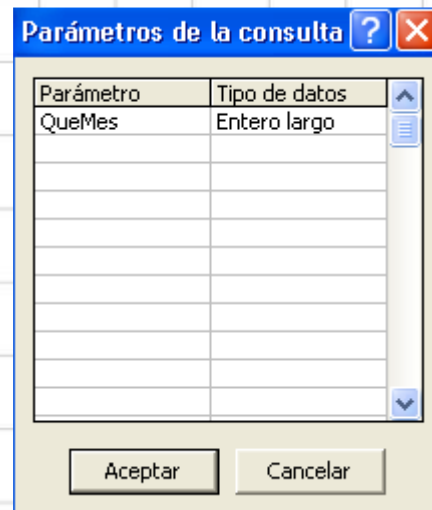 Parámetros de la consulta
Parámetro Tipo de datos
QueMes Entero largo
Aceptar Cancelar